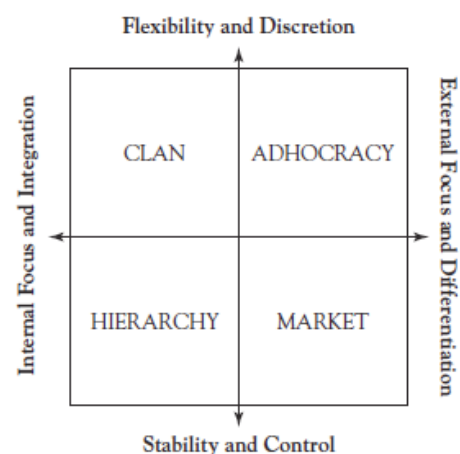 Flexibility and Discretion
Internal Focus and Integration
CLAN
ADHOCRACY
External Focus and Differentiation
HIERARCHY
MARKET
Stability and Control